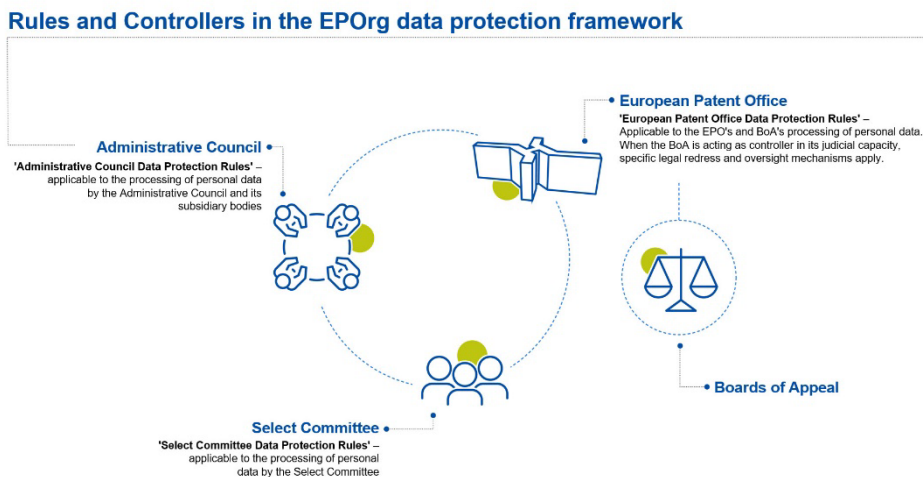 Rules and Controllers in the EPOrg data protection framework
European Patent Office
'European Patent Office Data Protection Rules' –
Applicable to the EPO's and BoA's processing of personal data.
When the BoA is acting as controller in its judicial capacity,
specific legal redress and oversight mechanisms apply.
Administrative Council
'Administrative Council Data Protection Rules' –
applicable to the processing of personal data
by the Administrative Council and its
subsidiary bodies
Boards of Appeal
Select Committee
'Select Committee Data Protection Rules' –
applicable to the processing of personal
data by the Select Committee